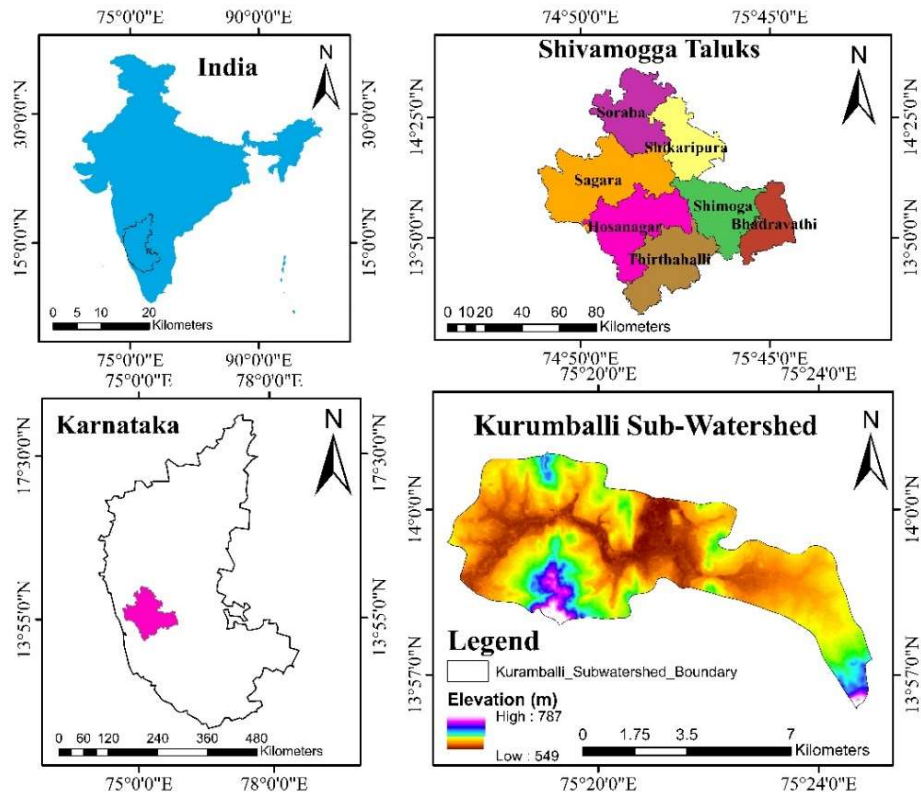 75°0'0"E 90°0'0"E
India
N
30°0'0"N
30°0'0"N
15°0'0"N
15°0'0"N
0 5 10 20
Kilometers
75°0'0"E 90°0'0"E
74°50'0"E 75°45'0"E
Shivamogga Taluks
N
14°25'0"N
14°25'0"N
13°50'0"N
13°50'0"N
Soraba
Shikaripura
Sagara
Shimoga
Hosanagar
Bhadravathi
Thirthahalli
0 10 20 40 60 80
Kilometers
74°50'0"E 75°45'0"E
75°0'0"E 78°0'0"E
Karnataka
N
17°30'0"N
17°30'0"N
13°55'0"N
13°55'0"N
0 60 120 240 360 480
Kilometers
75°0'0"E 78°0'0"E
75°20'0"E 75°24'0"E
Kurumballi Sub-Watershed
N
14°0'0"N
14°0'0"N
13°57'0"N
13°57'0"N
Legend
Kuramballi_Subwatershed_Boundary
Elevation (m)
High : 787
Low : 549
0 1.75 3.5 7
Kilometers
75°20'0"E 75°24'0"E